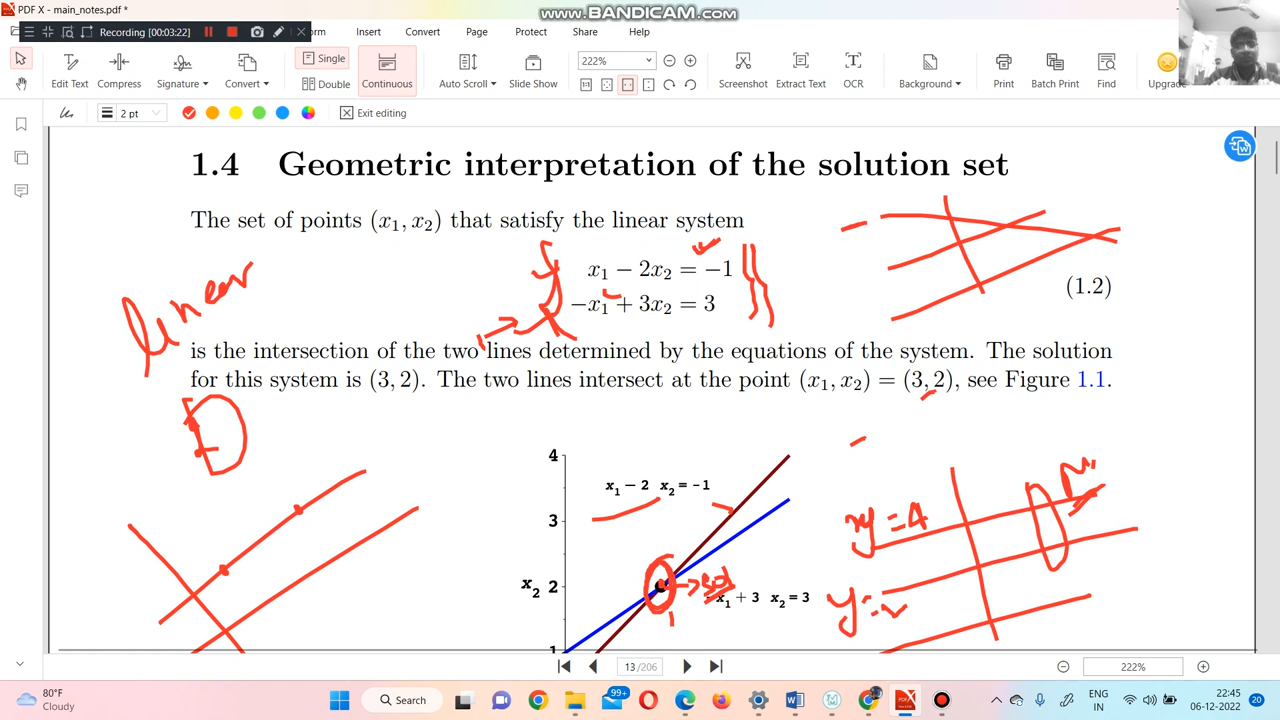 www.BANDICAM.com
PDF X - main_notes.pdf *
Recording [00:03:22]
Insert Convert Page Protect Share Help
Edit Text Compress Signature Convert Single Double Continuous Auto Scroll Slide Show 222% Screenshot Extract Text OCR Background Print Batch Print Find Upgrade
2 pt Exit editing
1.4 Geometric interpretation of the solution set
The set of points (x₁, x₂) that satisfy the linear system
x₁ − 2x₂ = −1
−x₁ + 3x₂ = 3
(1.2)
linear
is the intersection of the two lines determined by the equations of the system. The solution
for this system is (3, 2). The two lines intersect at the point (x₁, x₂) = (3, 2), see Figure 1.1.
4
x₁ − 2 x₂ = -1
3
xy = 4
x₂ 2
sol
x₁ + 3 x₂ = 3
y =
1
13 /206
222%
80°F
Cloudy
Search
99+
ENG
IN
22:45
06-12-2022
20